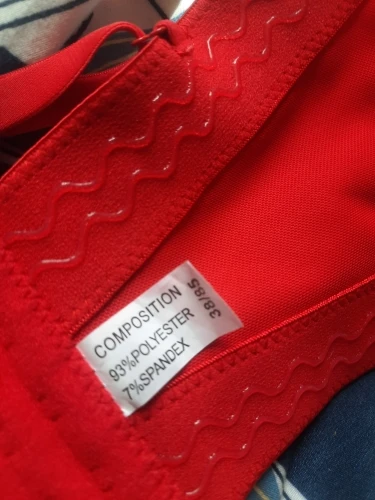 COMPOSITION
93%POLYESTER
7%SPANDEX
38/85